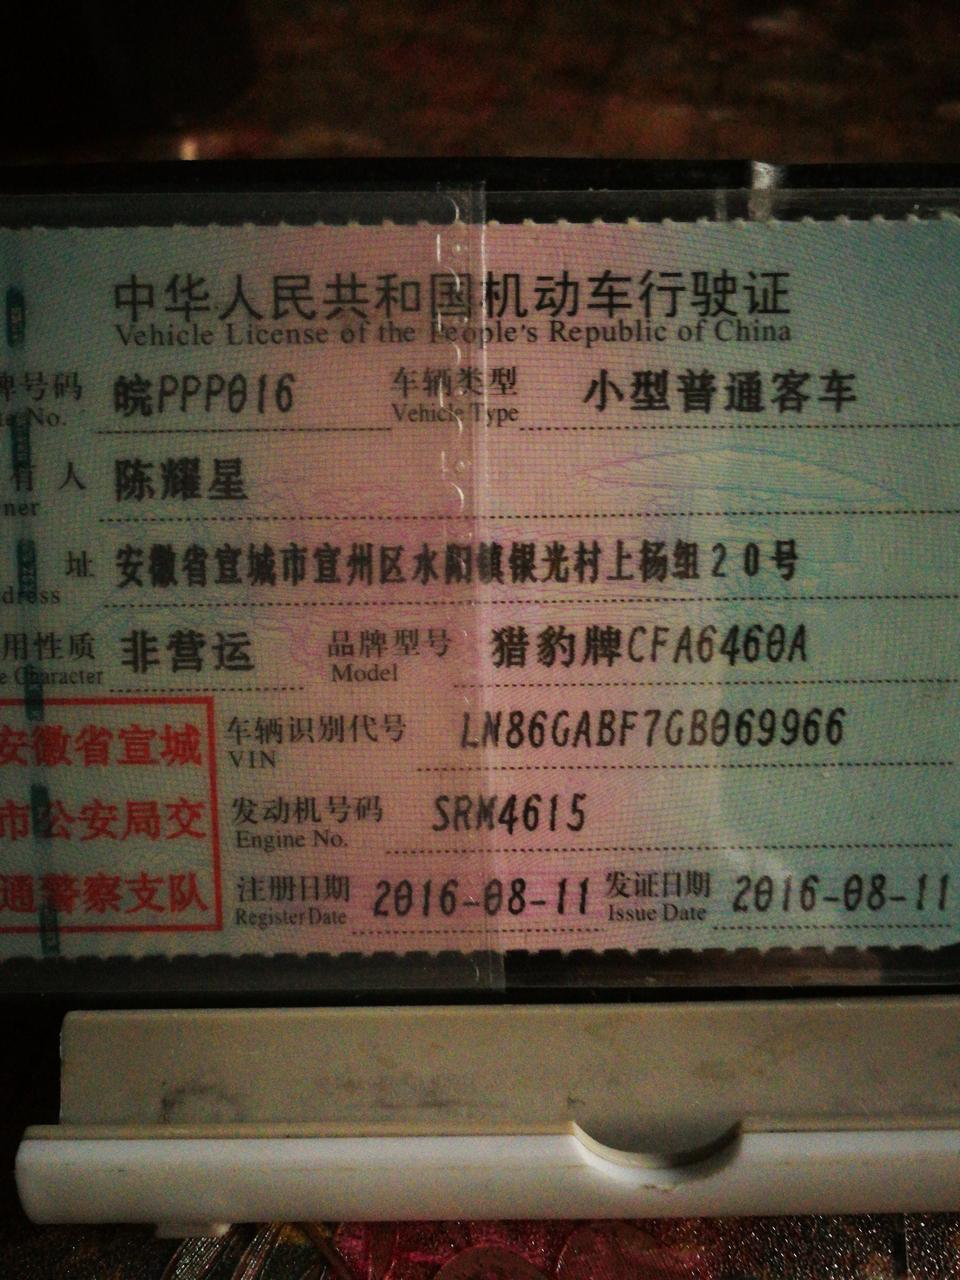 中华人民共和国机动车行驶证
Vehicle License of the People's Republic of China
号码 皖PPP016 车辆类型 小型普通客车
No. Vehicle Type
有人 陈耀星
ner
址 安徽省宣城市宣州区水阳镇银光村上杨组20号
dress
用性质 非营运 品牌型号 猎豹牌CFA6460A
e Character Model
车辆识别代号 LN86GABF7GB069966
VIN
发动机号码 SRM4615
Engine No.
注册日期 2016-08-11 发证日期 2016-08-11
Register Date Issue Date
安徽省宣城
市公安局交
通警察支队